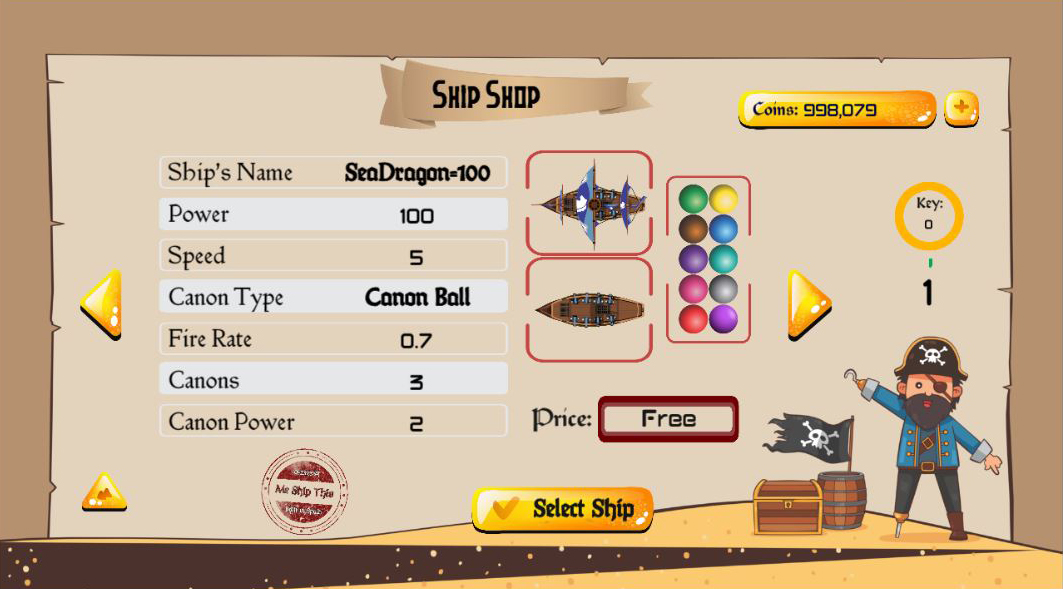 Ship Shop
Coins: 998,079
Ship's Name SeaDragon=100
Power 100
Speed 5
Canon Type Canon Ball
Fire Rate 0.7
Canons 3
Canon Power 2
Key:
0
1
Price: Free
Me Ship This
Select Ship